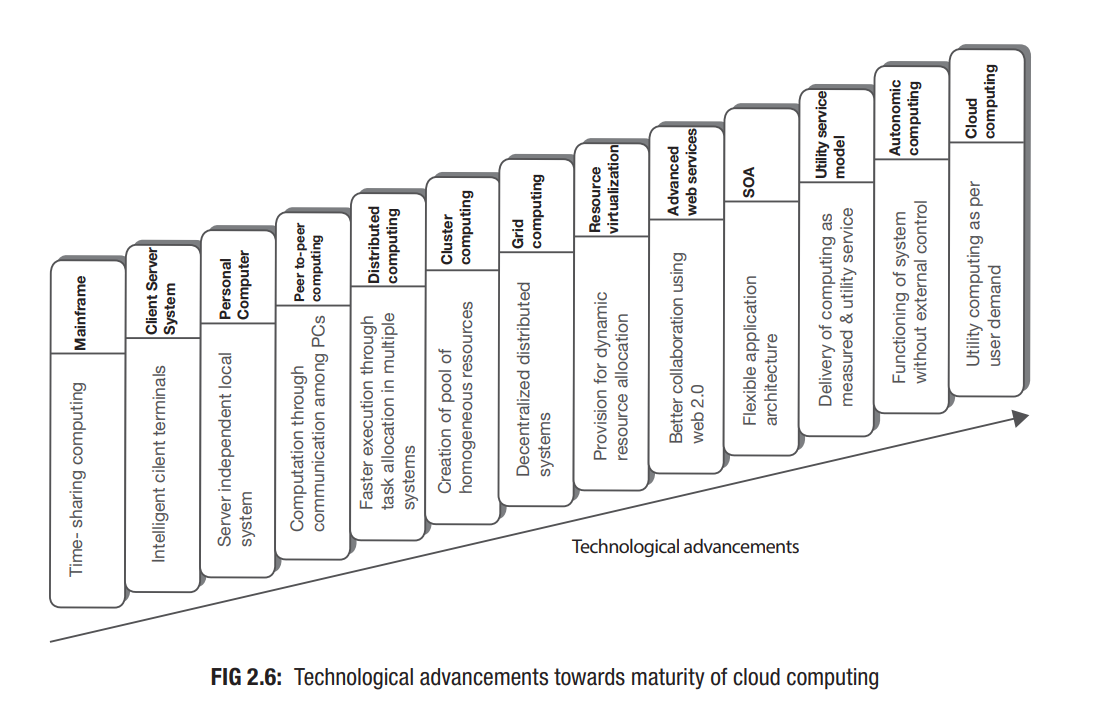 Mainframe
Time- sharing computing
Client Server
System
Intelligent cilent terminals
Personal
Computer
Server independent local
system
Peer to-peer
computing
Computation through
communication among PCs
Distributed
computing
Faster execution through
task allocation in multiple
systems
Cluster
computing
Creation of pool of
homogeneous resources
Grid
computing
Decentralized distributed
systems
Resource
virtualization
Provision for dynamic
resource allocation
Advanced
web services
Better collaboration using
web 2.0
SOA
Flexible application
architecture
Utility service
model
Delivery of computing as
measured & utility service
Autonomic
computing
Functioning of system
without external control
Cloud
computing
Utility computing as per
user demand
Technological advancements
FIG 2.6: Technological advancements towards maturity of cloud computing